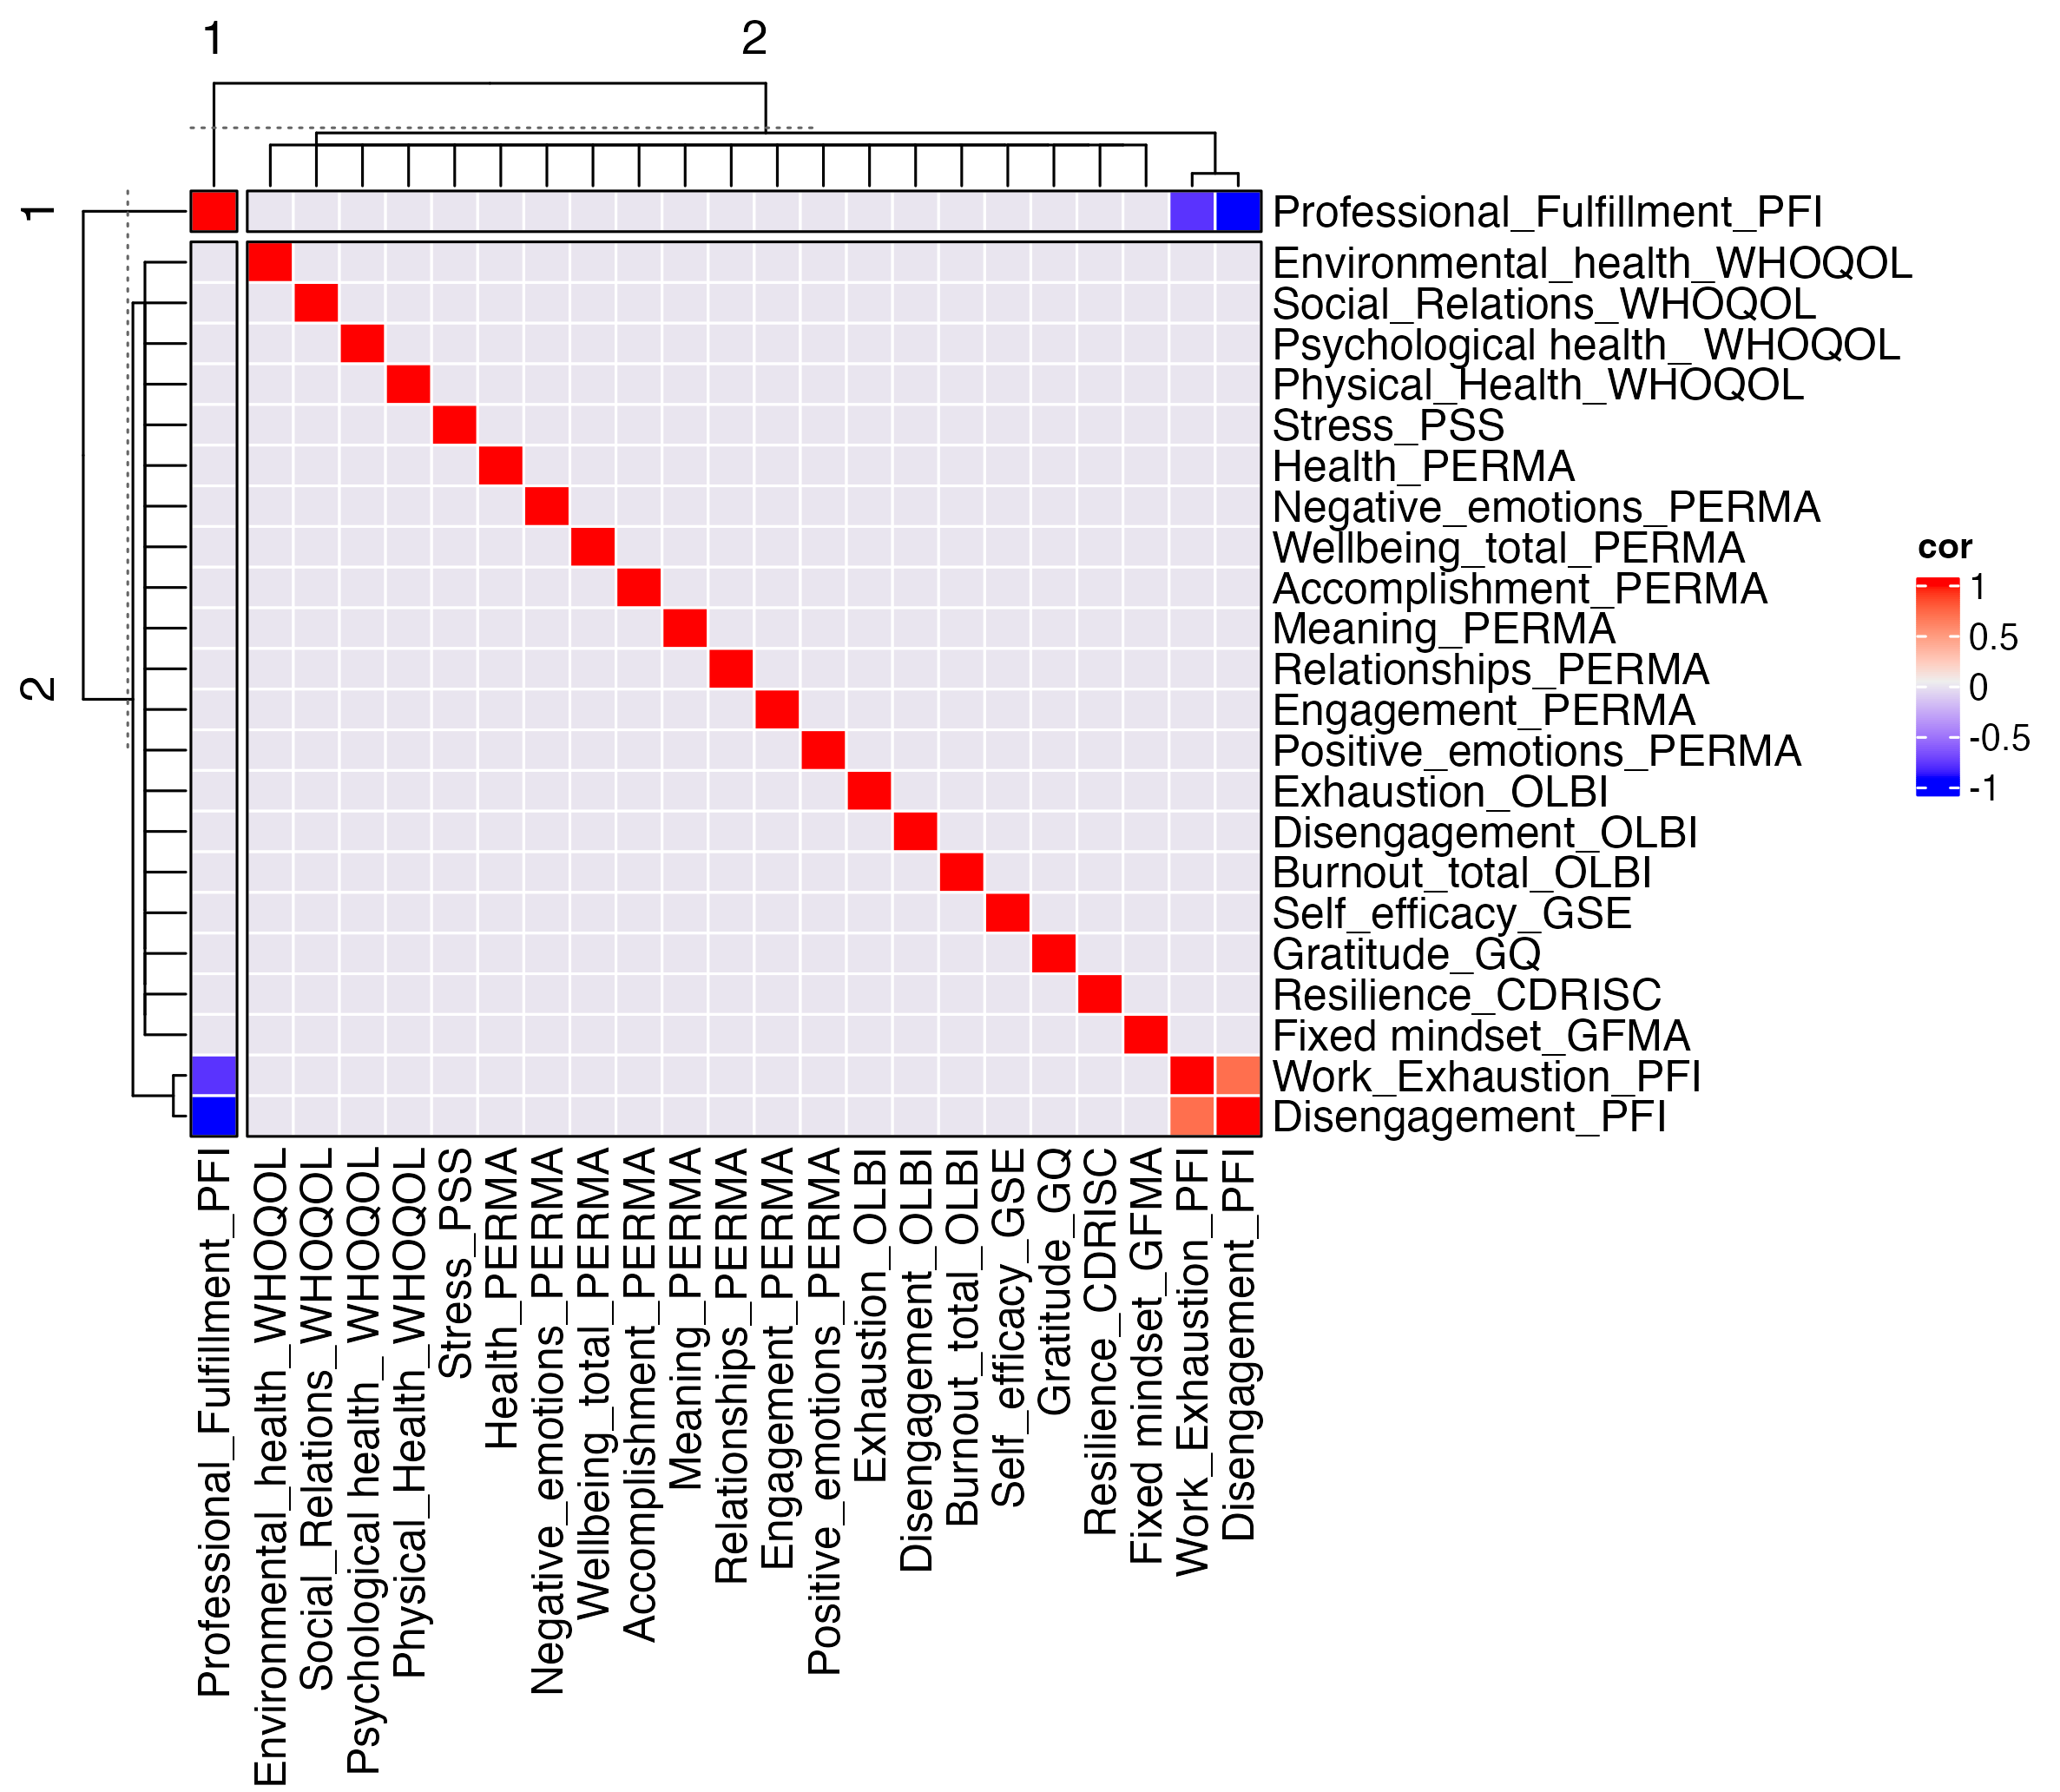 1
2
1
2
Professional_Fulfillment_PFI
Environmental_health_WHOQOL
Social_Relations_WHOQOL
Psychological health_ WHOQOL
Physical_Health_WHOQOL
Stress_PSS
Health_PERMA
Negative_emotions_PERMA
Wellbeing_total_PERMA
Accomplishment_PERMA
Meaning_PERMA
Relationships_PERMA
Engagement_PERMA
Positive_emotions_PERMA
Exhaustion_OLBI
Disengagement_OLBI
Burnout_total_OLBI
Self_efficacy_GSE
Gratitude_GQ
Resilience_CDRISC
Fixed mindset_GFMA
Work_Exhaustion_PFI
Disengagement_PFI
cor
1
0.5
0
-0.5
-1
Professional_Fulfillment_PFI
Environmental_health_WHOQOL
Social_Relations_WHOQOL
Psychological health_ WHOQOL
Physical_Health_WHOQOL
Stress_PSS
Health_PERMA
Negative_emotions_PERMA
Wellbeing_total_PERMA
Accomplishment_PERMA
Meaning_PERMA
Relationships_PERMA
Engagement_PERMA
Positive_emotions_PERMA
Exhaustion_OLBI
Disengagement_OLBI
Burnout_total_OLBI
Self_efficacy_GSE
Gratitude_GQ
Resilience_CDRISC
Fixed mindset_GFMA
Work_Exhaustion_PFI
Disengagement_PFI